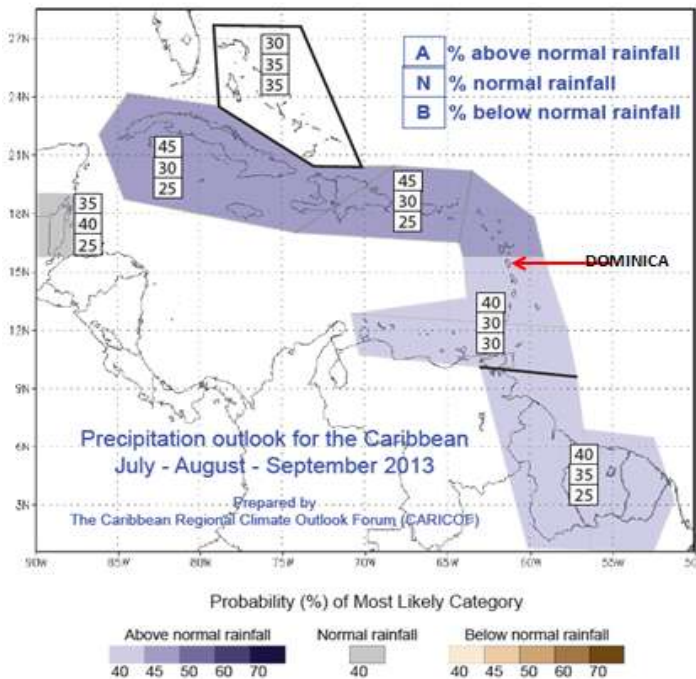 27N
24N
21N
18N
15N
12N
9N
6N
3N
30
35
35
A % above normal rainfall
N % normal rainfall
B % below normal rainfall
45
30
25
45
30
25
35
40
25
DOMINICA
40
30
30
40
35
25
Precipitation outlook for the Caribbean
July - August - September 2013
Prepared by
The Caribbean Regional Climate Outlook Forum (CARICOF)
90W 85W 80W 75W 70W 65W 60W 55W
Probability (%) of Most Likely Category
Above normal rainfall Normal rainfall Below normal rainfall
40 45 50 60 70 40 40 45 50 60 70